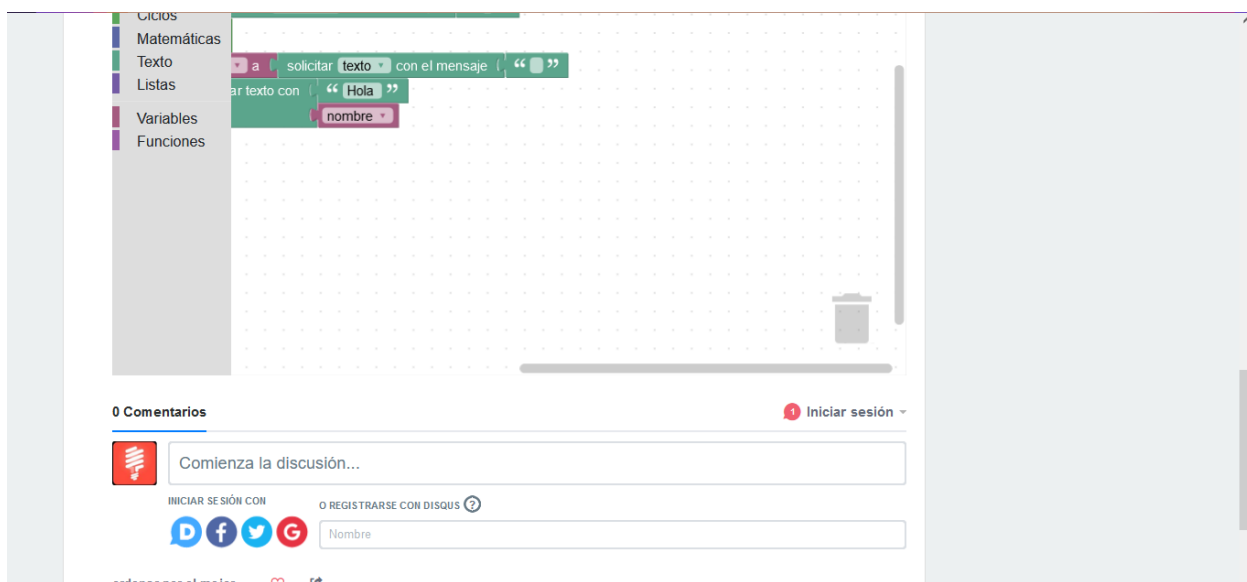 Ciclos
Matemáticas
Texto
Listas
Variables
Funciones
a solicitar texto con el mensaje “ ”
ar texto con “ Hola ”
nombre
0 Comentarios
1 Iniciar sesión
Comienza la discusión...
INICIAR SESIÓN CON
O REGISTRARSE CON DISQUS ?
D f G
Nombre